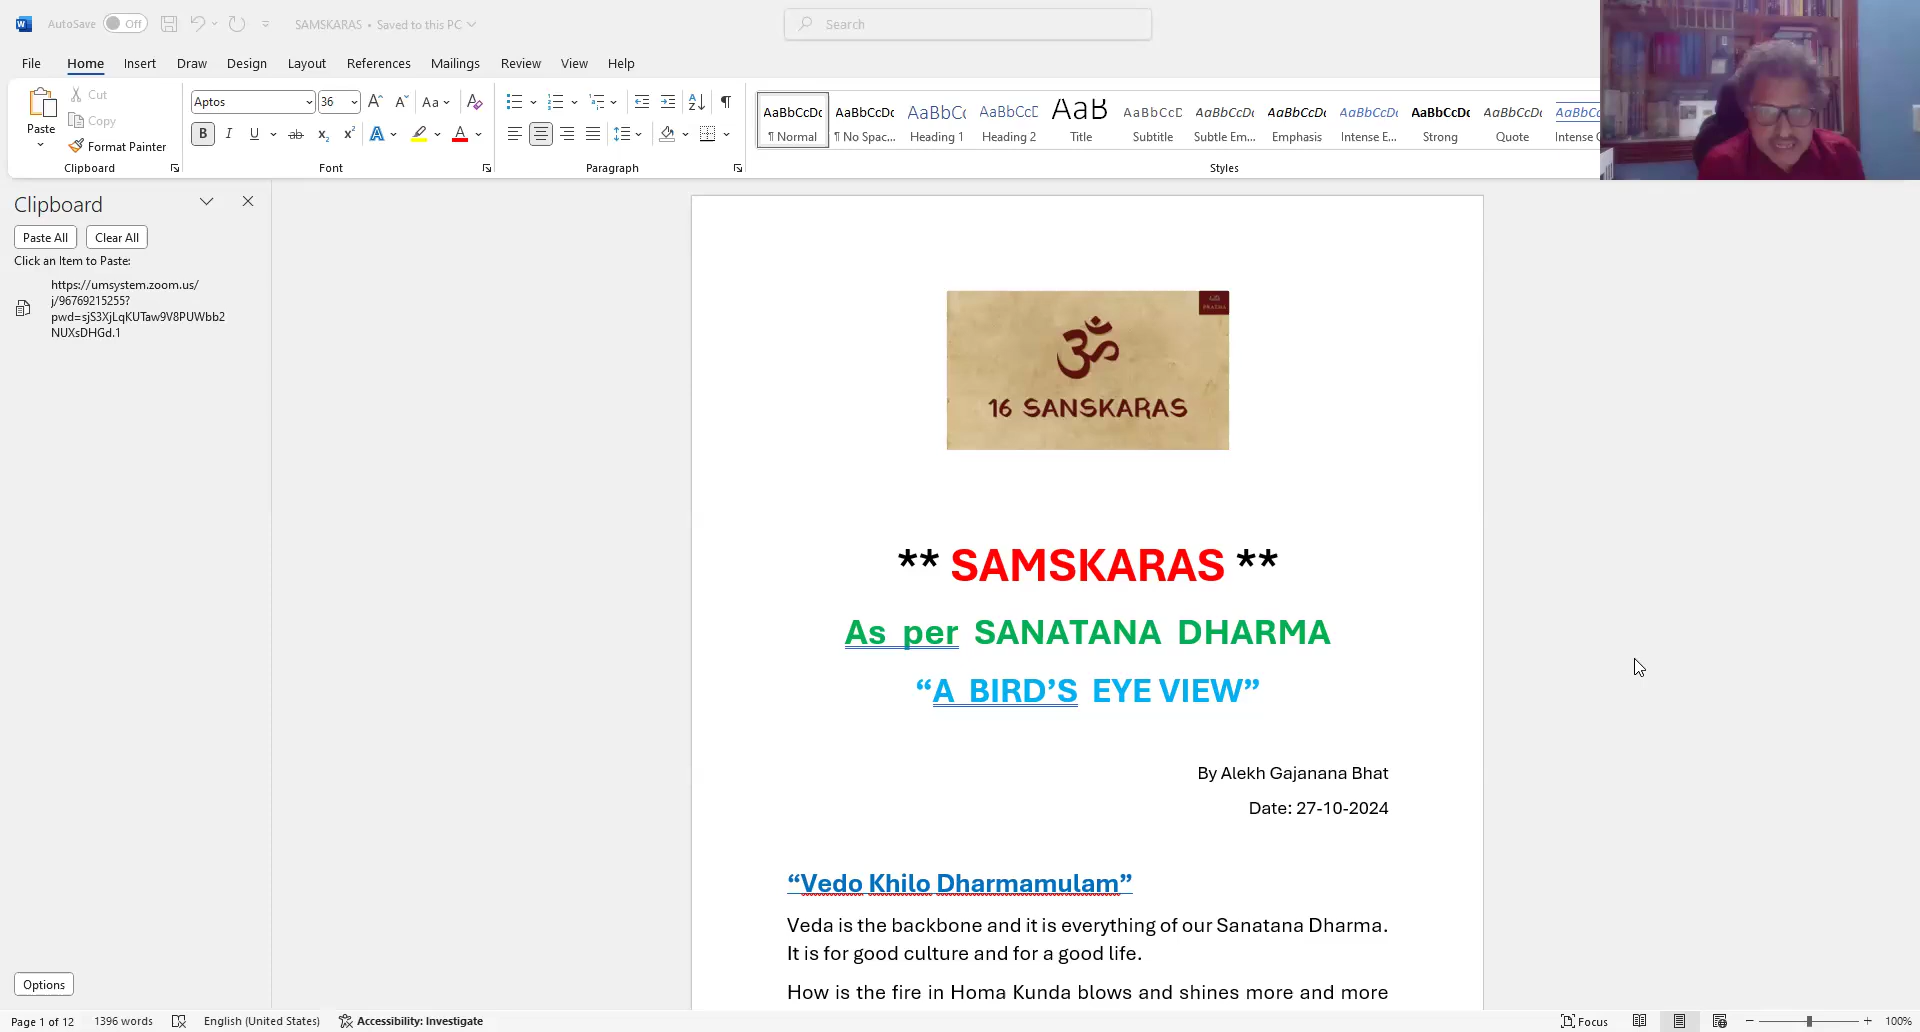 AutoSave Off SAMSKARAS • Saved to this PC Search
File Home Insert Draw Design Layout References Mailings Review View Help
Paste Cut Copy Format Painter
Aptos 36
AaBbCcDc AaBbCcDc AaBbCc AaBbCcD AaB AaBbCcD AaBbCcDc AaBbCcDc AaBbCcDc AaBbCcDc AaBbCcDc AaBbCc
¶ Normal ¶ No Spac... Heading 1 Heading 2 Title Subtitle Subtle Em... Emphasis Intense E... Strong Quote Intense
Clipboard Font Paragraph Styles
Clipboard
Paste All Clear All
Click an Item to Paste:
https://umsystem.zoom.us/
j/96769215255?
pwd=sjS3XjLqKUTaw9V8PUWbb2
NUXsDHGd.1
ॐ
16 SANSKARAS
** SAMSKARAS **
As per SANATANA DHARMA
“A BIRD’S EYE VIEW”
By Alekh Gajanana Bhat
Date: 27-10-2024
“Vedo Khilo Dharmamulam”
Veda is the backbone and it is everything of our Sanatana Dharma.
It is for good culture and for a good life.
How is the fire in Homa Kunda blows and shines more and more
Options
Page 1 of 12 1396 words English (United States) Accessibility: Investigate Focus 100%